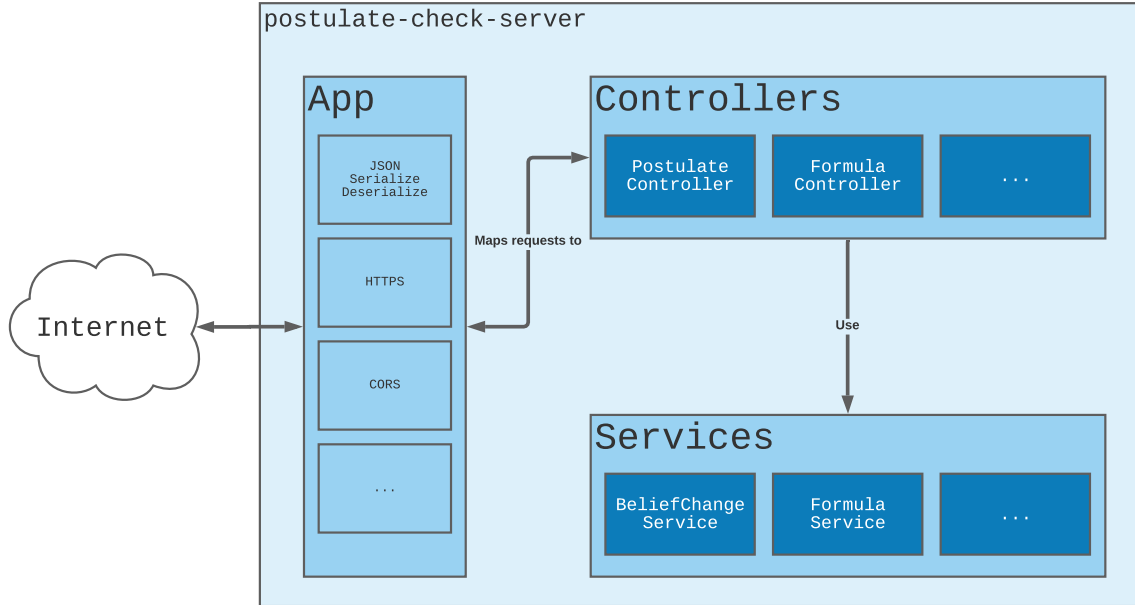 postulate-check-server
App
JSON
Serialize
Deserialize
HTTPS
CORS
...
Internet
Maps requests to
Controllers
Postulate
Controller
Formula
Controller
...
Use
Services
BeliefChange
Service
Formula
Service
...